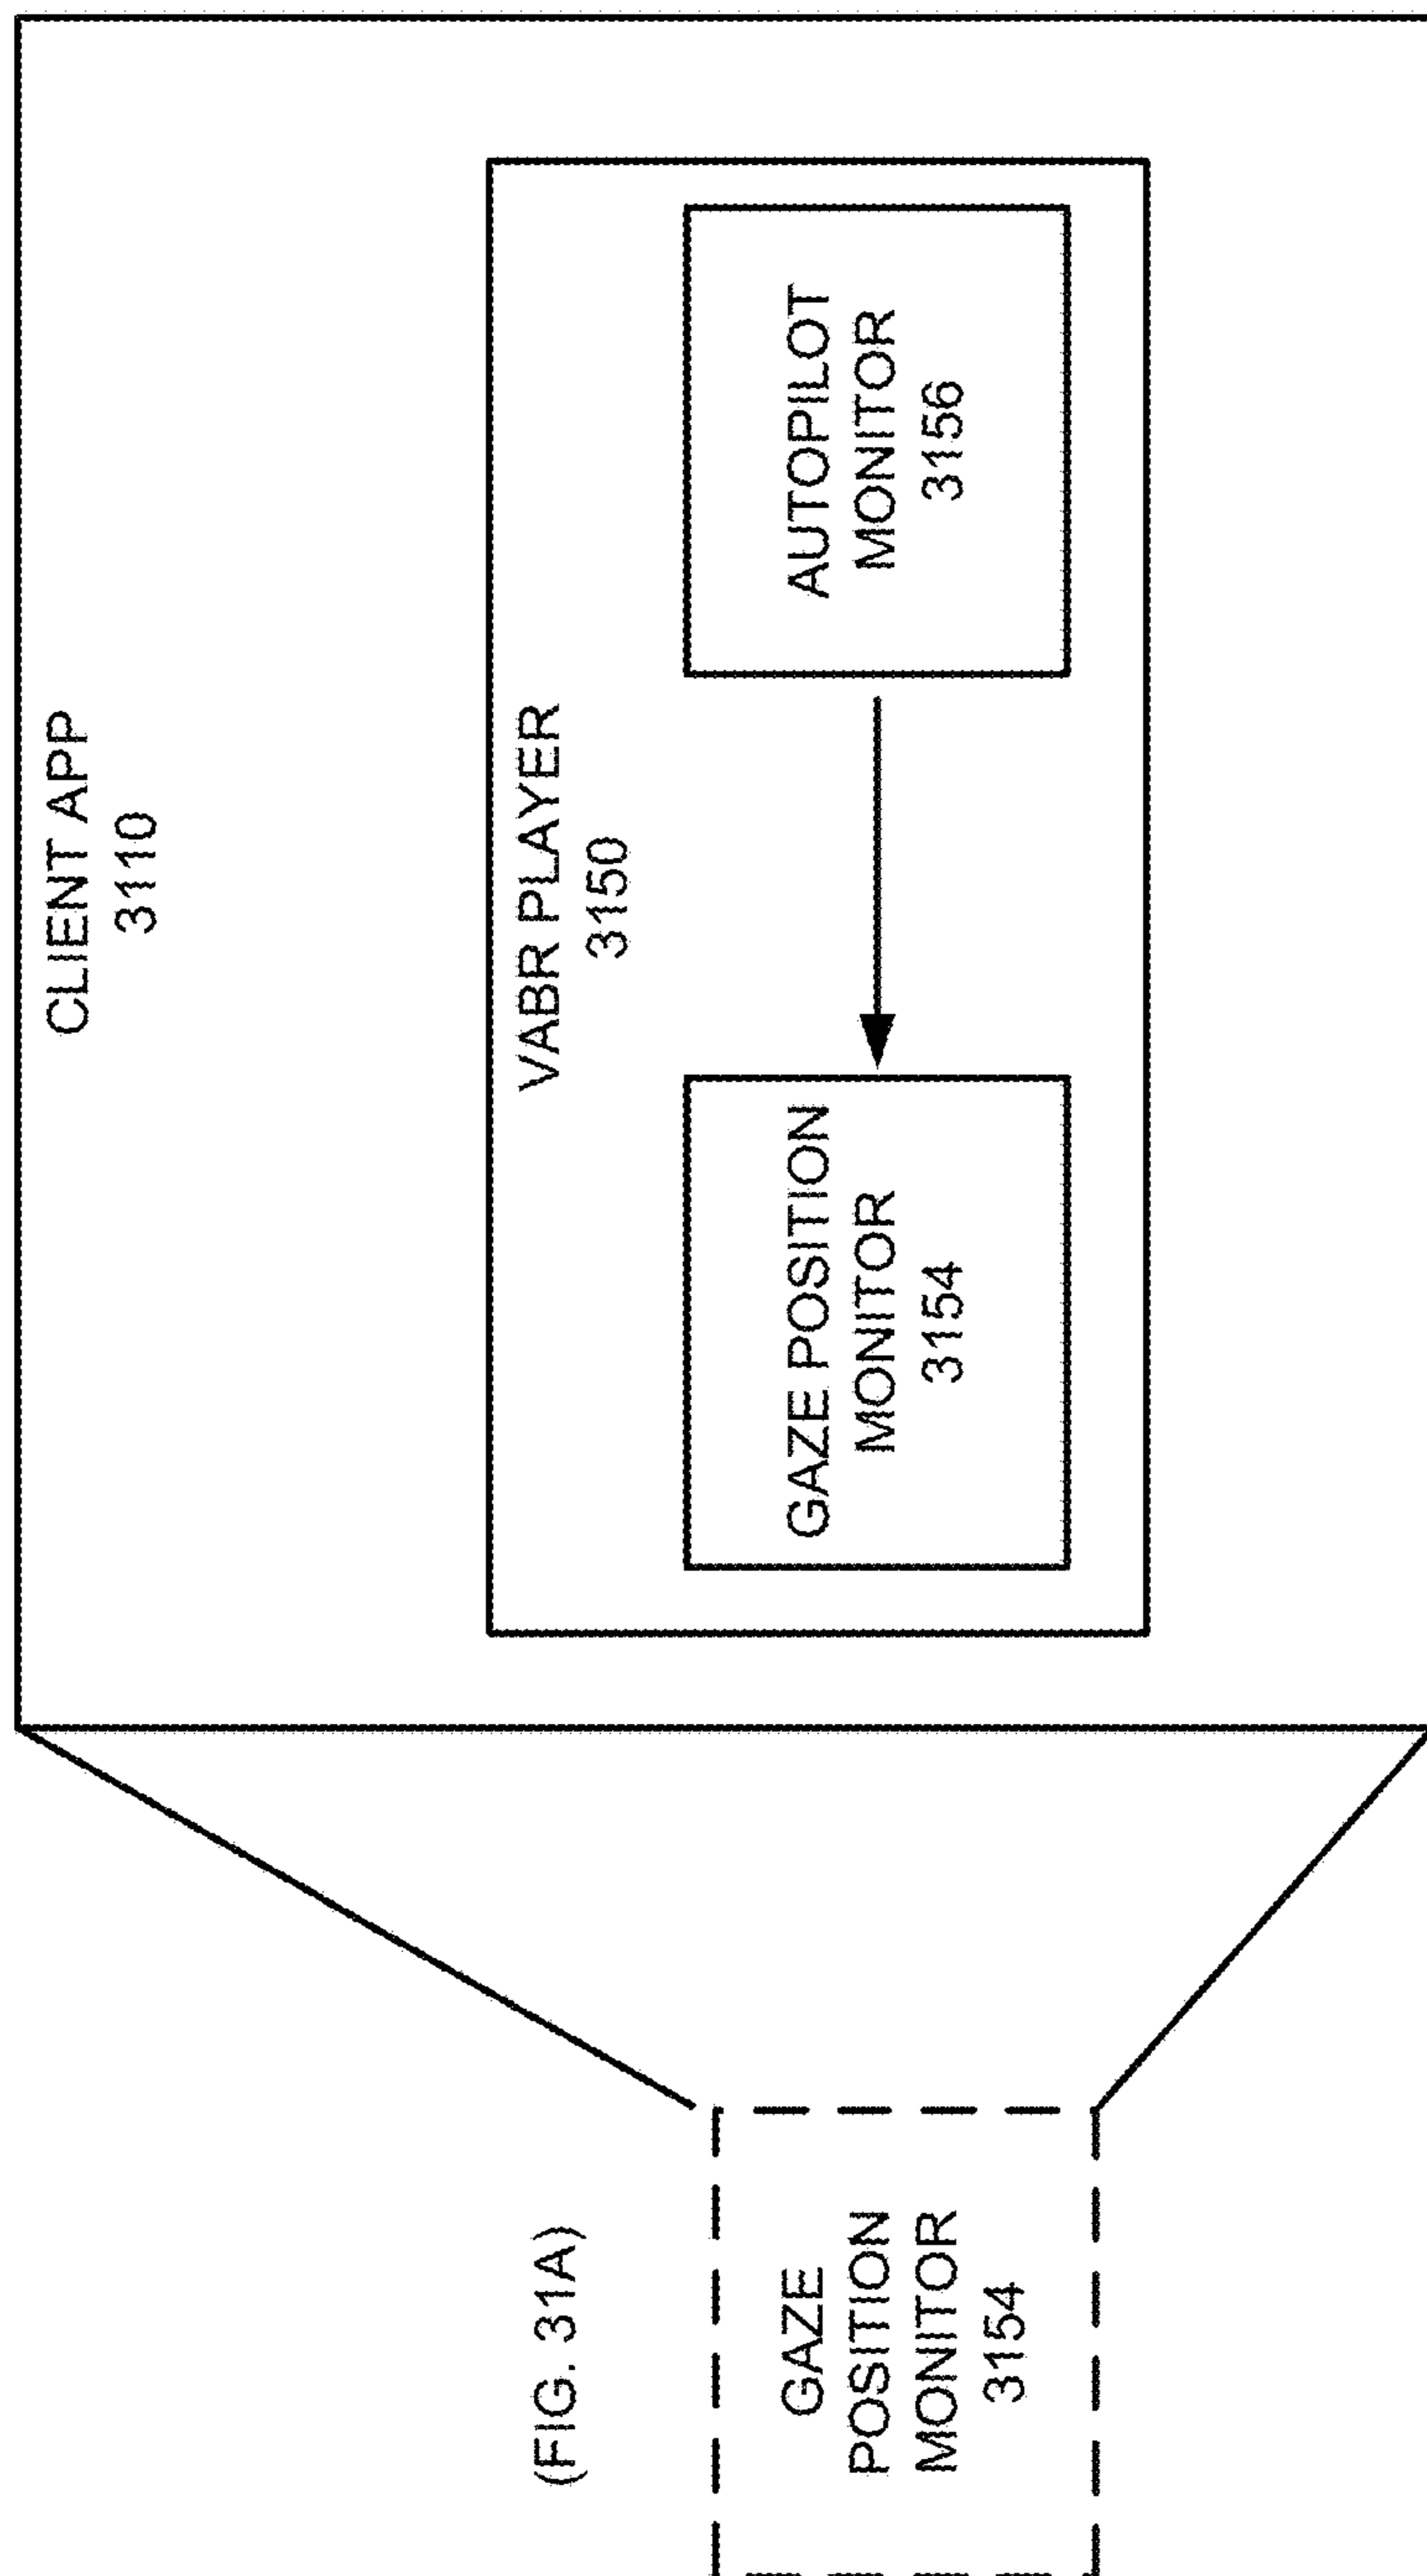 CLIENT APP
3110
VABR PLAYER
3150
GAZE POSITION
MONITOR
3154
AUTOPILOT
MONITOR
3156
(FIG. 31A)
GAZE
POSITION
MONITOR
3154